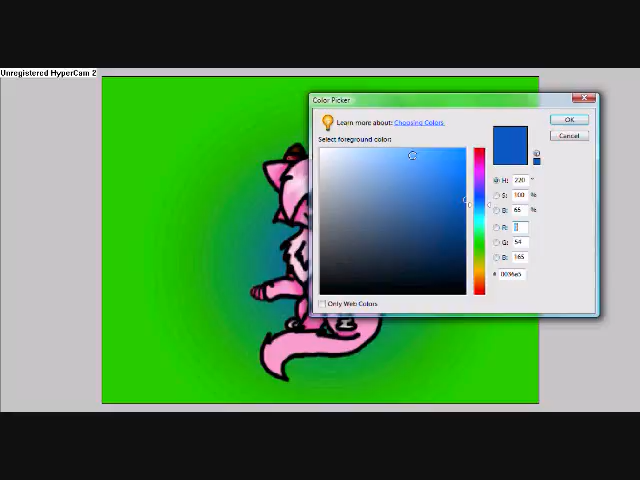 Unregistered HyperCam 2
Color Picker
Learn more about: Choosing Colors
OK
Select foreground color:
Cancel
H: 220 °
S: 100 %
B: 65 %
R:
G: 54
B: 165
Only Web Colors
# 0036a5